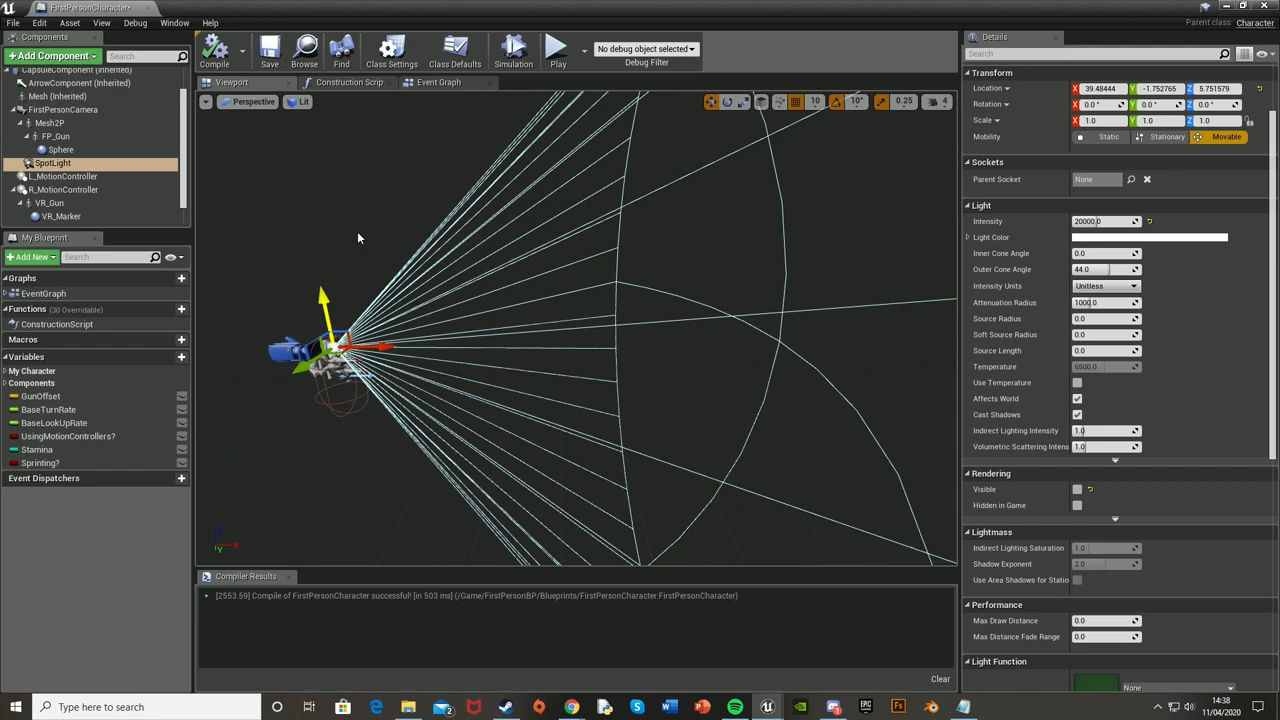 FirstPersonCharacter*
File Edit Asset View Debug Window Help
Parent class: Character
Components
Add Component
Search
CapsuleComponent (Inherited)
ArrowComponent (Inherited)
Mesh (Inherited)
FirstPersonCamera
Mesh2P
FP_Gun
Sphere
SpotLight
L_MotionController
R_MotionController
VR_Gun
VR_Marker
My Blueprint
Add New
Search
Graphs
EventGraph
Functions (30 Overridable)
ConstructionScript
Macros
Variables
My Character
Components
GunOffset
BaseTurnRate
BaseLookUpRate
UsingMotionControllers?
Stamina
Sprinting?
Event Dispatchers
Compile
Save
Browse
Find
Class Settings
Class Defaults
Simulation
Play
No debug object selected
Debug Filter
Viewport
Construction Scrip
Event Graph
Perspective
Lit
10
10°
0.25
4
Z
X
Y
Compiler Results
[2553.59] Compile of FirstPersonCharacter successful! [in 503 ms] (/Game/FirstPersonBP/Blueprints/FirstPersonCharacter.FirstPersonCharacter)
Clear
Details
Search
Transform
Location X 39.48444 Y -1.752765 Z 5.751579
Rotation X 0.0 ° Y 0.0 ° Z 0.0 °
Scale X 1.0 Y 1.0 Z 1.0
Mobility Static Stationary Movable
Sockets
Parent Socket None
Light
Intensity 20000.0
Light Color
Inner Cone Angle 0.0
Outer Cone Angle 44.0
Intensity Units Unitless
Attenuation Radius 1000.0
Source Radius 0.0
Soft Source Radius 0.0
Source Length 0.0
Temperature 6500.0
Use Temperature
Affects World
Cast Shadows
Indirect Lighting Intensity 1.0
Volumetric Scattering Intens 1.0
Rendering
Visible
Hidden in Game
Lightmass
Indirect Lighting Saturation 1.0
Shadow Exponent 2.0
Use Area Shadows for Statio
Performance
Max Draw Distance 0.0
Max Distance Fade Range 0.0
Light Function
None
Type here to search
14:38
11/04/2020